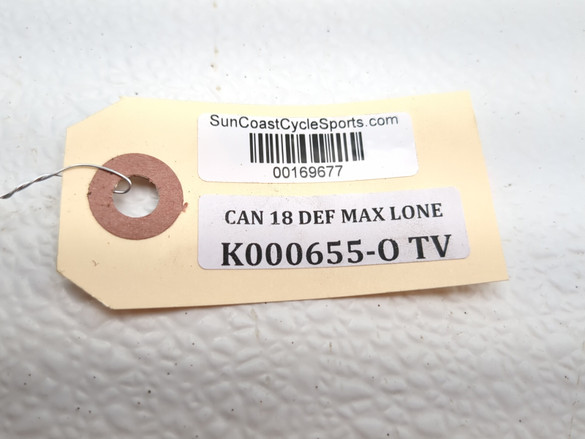 SunCoastCycleSports.com
00169677
CAN 18 DEF MAX LONE
K000655-O TV